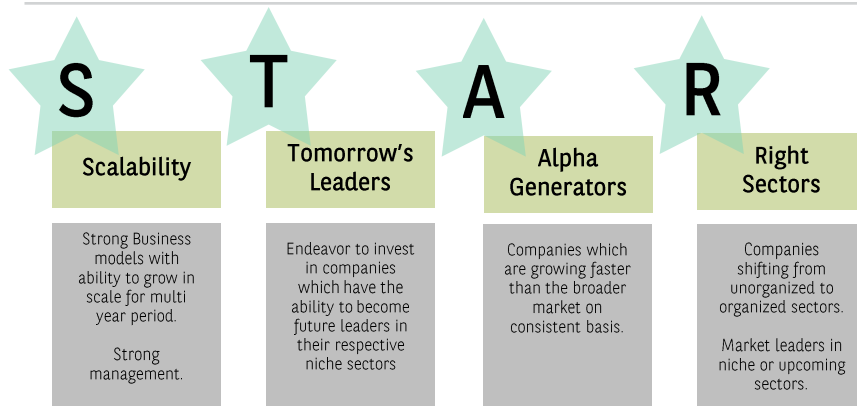 S
T
A
R
Scalability
Tomorrow's
Leaders
Alpha
Generators
Right
Sectors
Strong Business
models with
ability to grow in
scale for multi
year period.
Strong
management.
Endeavor to invest
in companies
which have the
ability to become
future leaders in
their respective
niche sectors
Companies which
are growing faster
than the broader
market on
consistent basis.
Companies
shifting from
unorganized to
organized sectors.
Market leaders in
niche or upcoming
sectors.